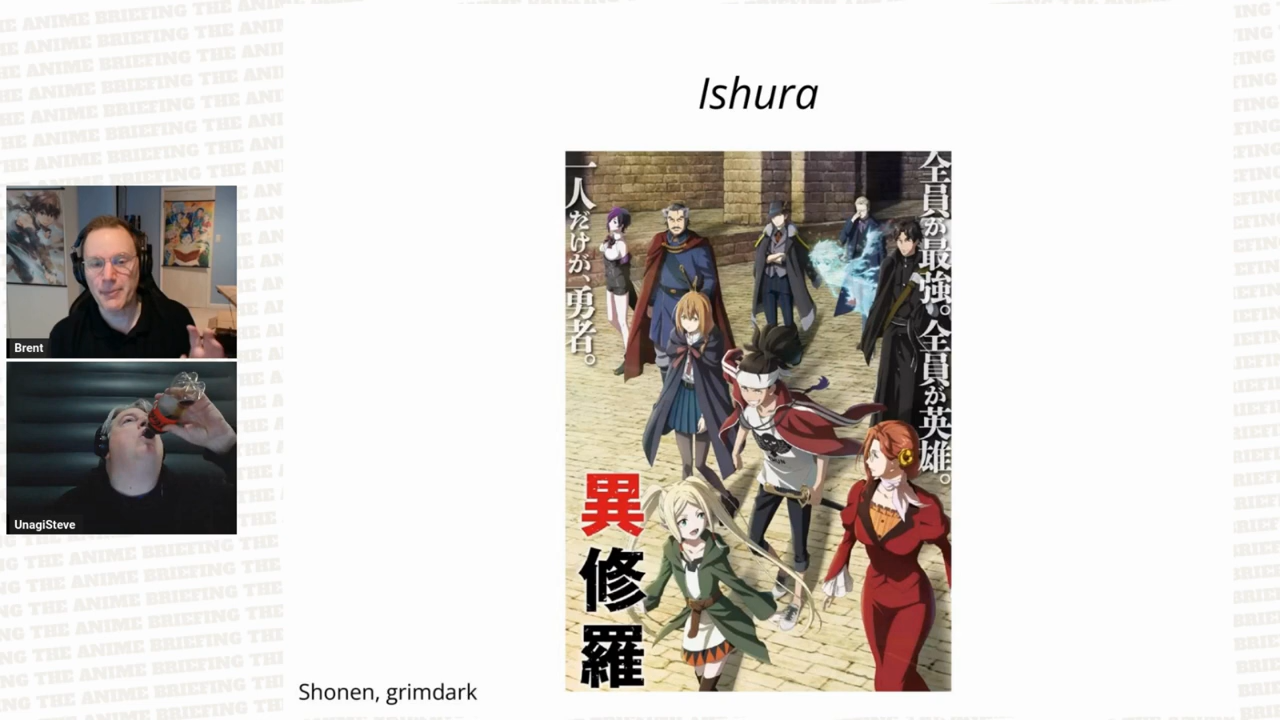 THE ANIME BRIEFING
Ishura
一人だけが、勇者。
全員が最強。全員が英雄。
異修羅
Brent
UnagiSteve
Shonen, grimdark